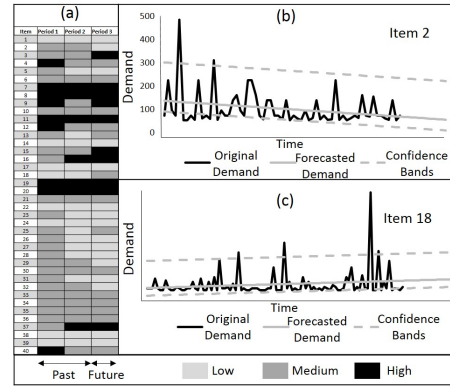 (a)
Item Period 1 Period 2 Period 3
1
2
3
4
5
6
7
8
9
10
11
12
13
14
15
16
17
18
19
20
21
22
23
24
25
26
27
28
29
30
31
32
33
34
35
36
37
38
39
40
Past Future
(b)
Item 2
Demand
500
400
300
200
100
0
Time
Original Demand
Forecasted Demand
Confidence Bands
(c)
Item 18
Demand
Time
Original Demand
Forecasted Demand
Confidence Bands
Low Medium High